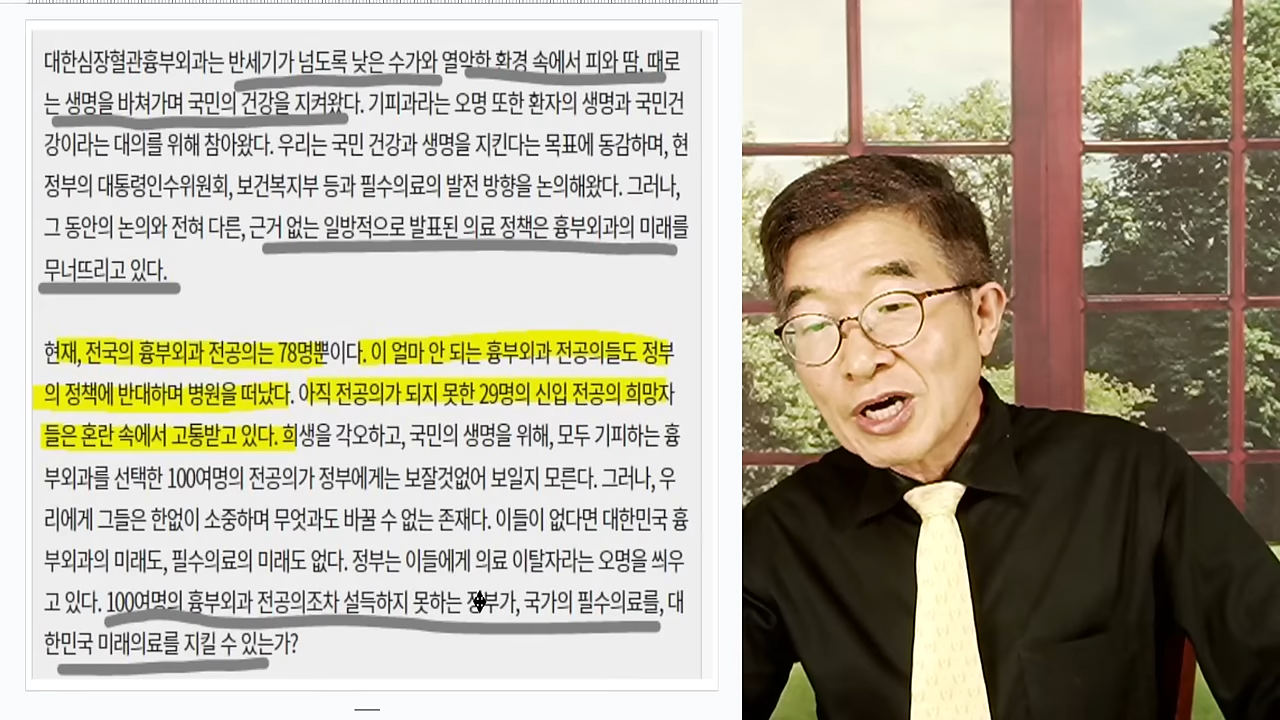 대한심장혈관흉부외과는 반세기가 넘도록 낮은 수가와 열악한 환경 속에서 피와 땀, 때로
는 생명을 바쳐가며 국민의 건강을 지켜왔다. 기피과라는 오명 또한 환자의 생명과 국민건
강이라는 대의를 위해 참아왔다. 우리는 국민 건강과 생명을 지킨다는 목표에 동감하며, 현
정부의 대통령인수위원회, 보건복지부 등과 필수의료의 발전 방향을 논의해왔다. 그러나,
그 동안의 논의와 전혀 다른, 근거 없는 일방적으로 발표된 의료 정책은 흉부외과의 미래를
무너뜨리고 있다.
현재, 전국의 흉부외과 전공의는 78명뿐이다. 이 얼마 안 되는 흉부외과 전공의들도 정부
의 정책에 반대하며 병원을 떠났다. 아직 전공의가 되지 못한 29명의 신입 전공의 희망자
들은 혼란 속에서 고통받고 있다. 희생을 각오하고, 국민의 생명을 위해, 모두 기피하는 흉
부외과를 선택한 100여명의 전공의가 정부에게는 보잘것없어 보일지 모른다. 그러나, 우
리에게 그들은 한없이 소중하며 무엇과도 바꿀 수 없는 존재다. 이들이 없다면 대한민국 흉
부외과의 미래도, 필수의료의 미래도 없다. 정부는 이들에게 의료 이탈자라는 오명을 씌우
고 있다. 100여명의 흉부외과 전공의조차 설득하지 못하는 정부가, 국가의 필수의료를, 대
한민국 미래의료를 지킬 수 있는가?